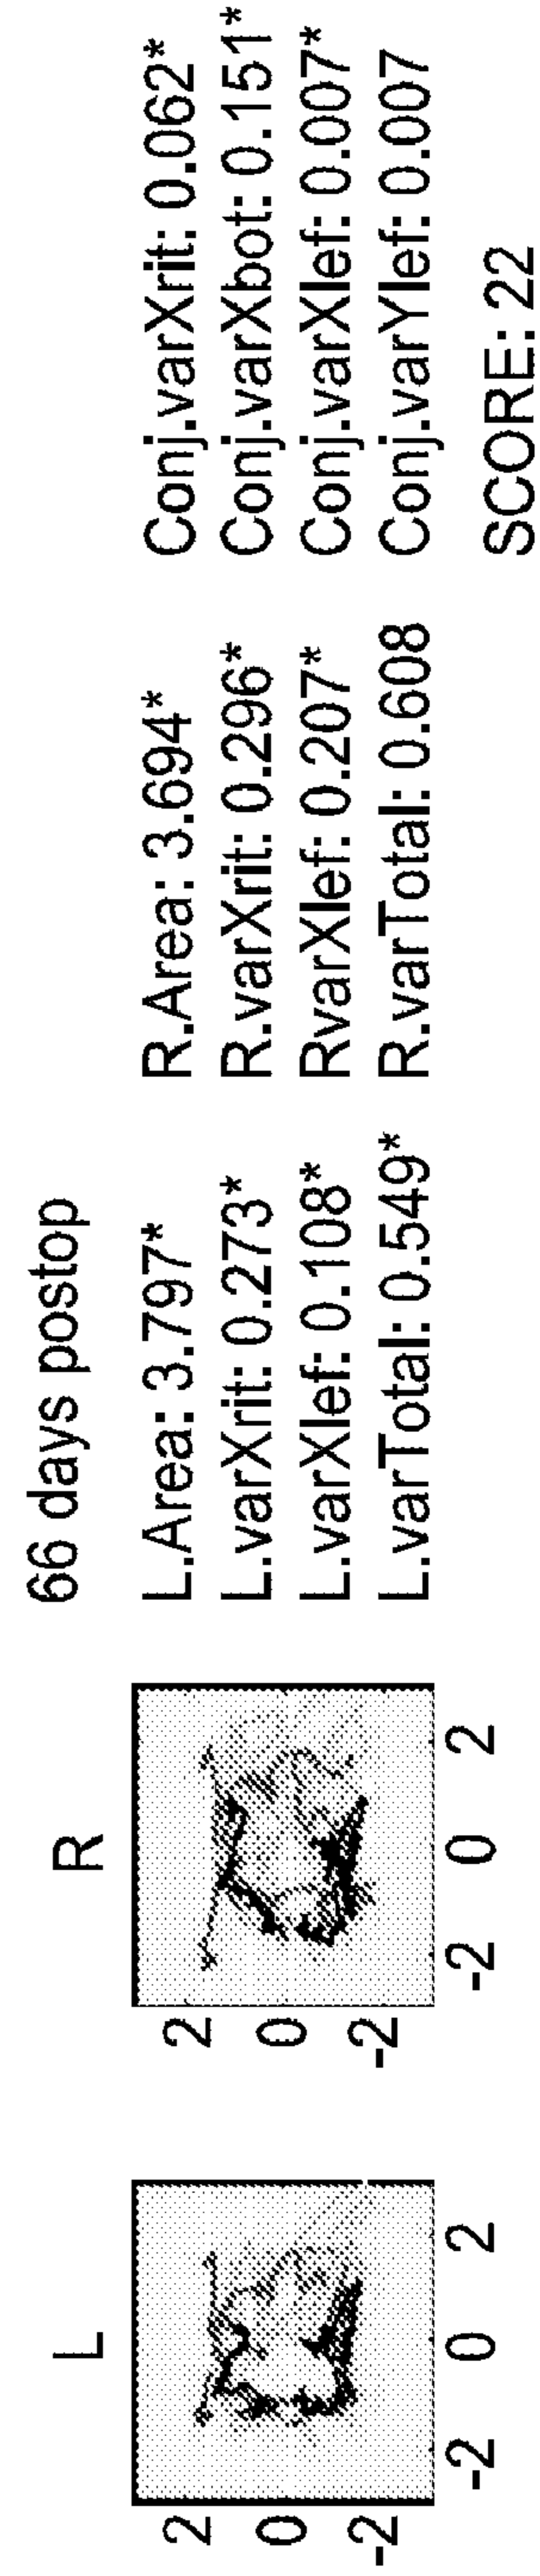 66 days postop
L R
L.Area: 3.797* R.Area: 3.694* Conj.varXrit: 0.062*
L.varXrit: 0.273* R.varXrit: 0.296* Conj.varXbot: 0.151*
L.varXlef: 0.108* RvarXlef: 0.207* Conj.varXlef: 0.007*
L.varTotal: 0.549* R.varTotal: 0.608 Conj.varYlef: 0.007
SCORE: 22
2 2
0 0
-2 -2
-2 0 2 -2 0 2